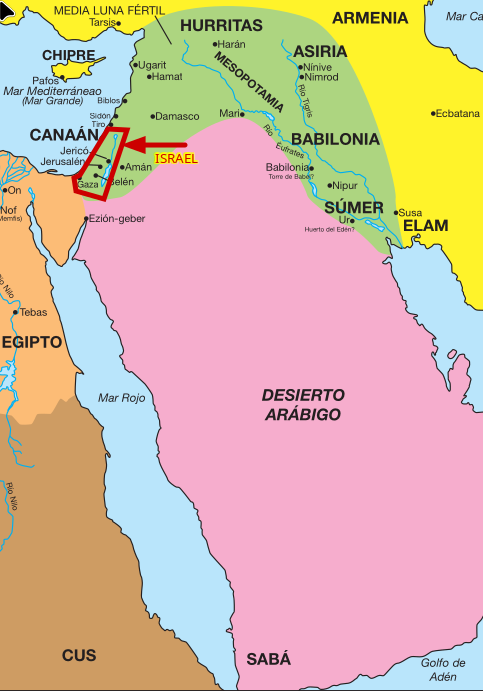 MEDIA LUNA FÉRTIL
Tarsis
HURRITAS
ARMENIA
Mar Ca
Harán
ASIRIA
CHIPRE
Ugarit
Hamat
MESOPOTAMIA
Nínive
Nimrod
Pafos
Mar Mediterráneo
(Mar Grande)
Biblos
Río Tigris
Ecbatana
Sidón
Tiro
Damasco
Mari
Río
Eufrates
CANAÁN
BABILONIA
Jericó
Jerusalén
ISRAEL
Amán
Babilonia
Torre de Babel?
Gaza
Belén
Nipur
On
Nof
Memfis)
SÚMER
Susa
Ur
Huerto del Edén?
ELAM
Ezión-geber
ío Nilo
Tebas
EGIPTO
Mar Rojo
DESIERTO
ARÁBIGO
Río Nilo
CUS
SABÁ
Golfo de
Adén